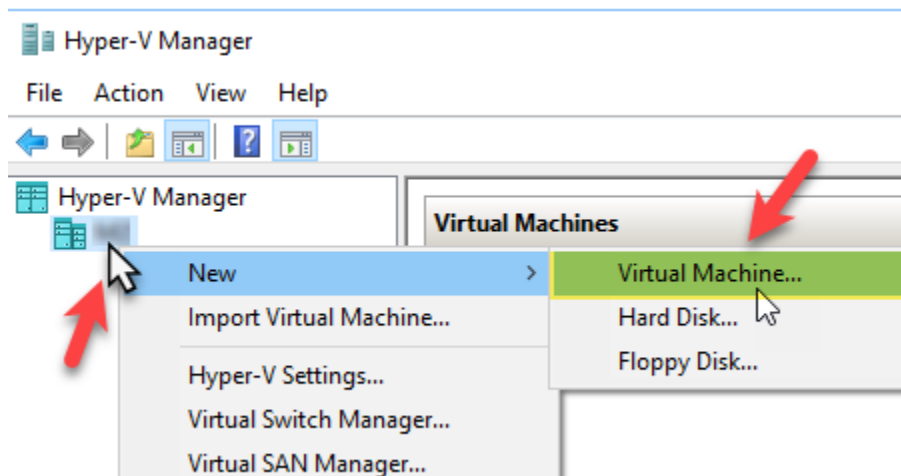 Hyper-V Manager
File Action View Help
Hyper-V Manager
Virtual Machines
New
Virtual Machine...
Import Virtual Machine...
Hard Disk...
Floppy Disk...
Hyper-V Settings...
Virtual Switch Manager...
Virtual SAN Manager...